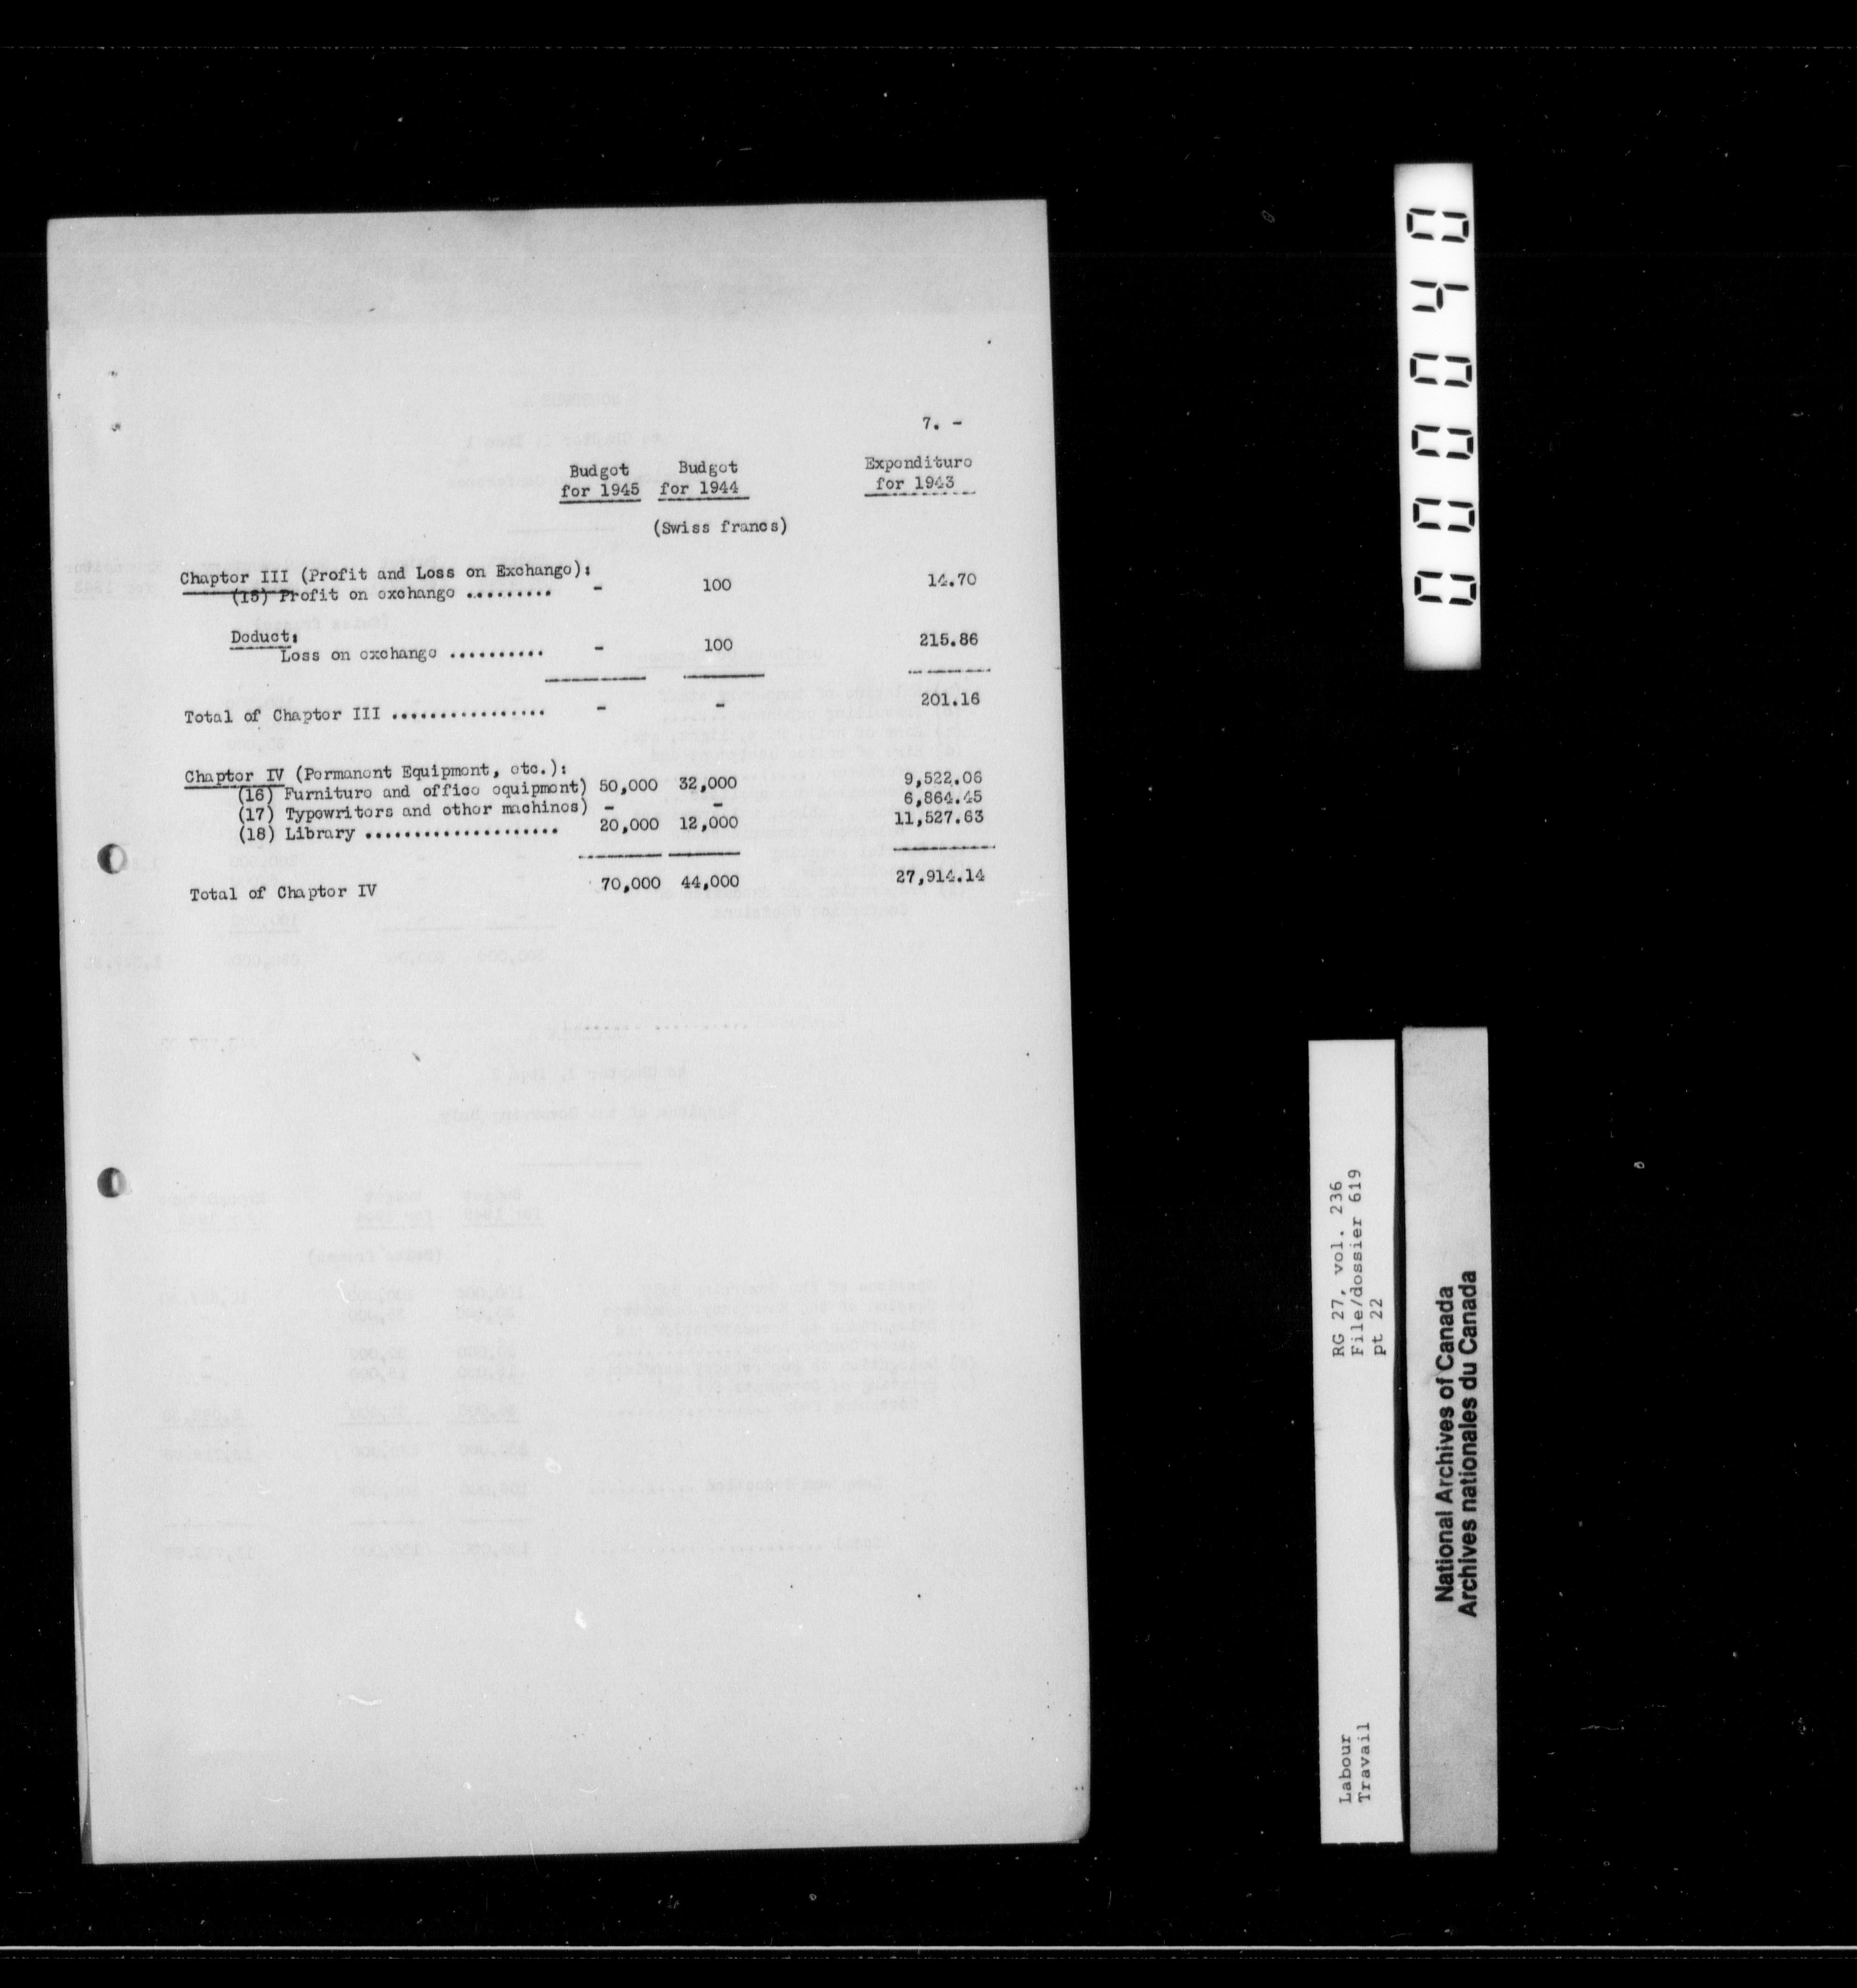 7. -
Budget Budget Expenditure
for 1945 for 1944 for 1943
(Swiss francs)
Chapter III (Profit and Loss on Exchange):
(15) Profit on exchange ......... - 100 14.70
Deduct:
Loss on exchange .......... - 100 215.86
Total of Chapter III ................ - - 201.16
Chapter IV (Permanent Equipment, etc.):
(16) Furniture and office equipment) 50,000 32,000 9,522.06
(17) Typewriters and other machines) - - 6,864.45
(18) Library .................... 20,000 12,000 11,527.63
Total of Chapter IV 70,000 44,000 27,914.14
RG 27, vol. 236
File/dossier 619
pt 22
Labour
Travail
National Archives of Canada
Archives nationales du Canada